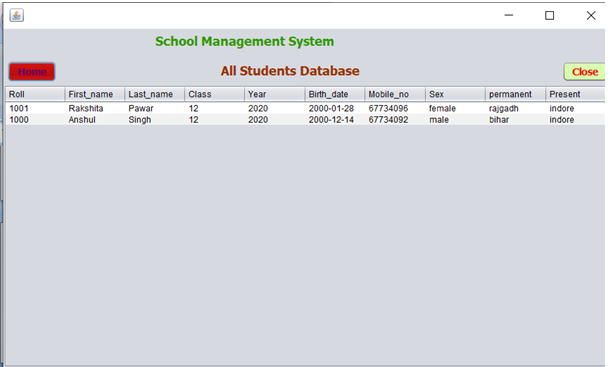 School Management System
Home All Students Database Close
Roll First_name Last_name Class Year Birth_date Mobile_no Sex permanent Present
1001 Rakshita Pawar 12 2020 2000-01-28 67734096 female rajgadh indore
1000 Anshul Singh 12 2020 2000-12-14 67734092 male bihar indore